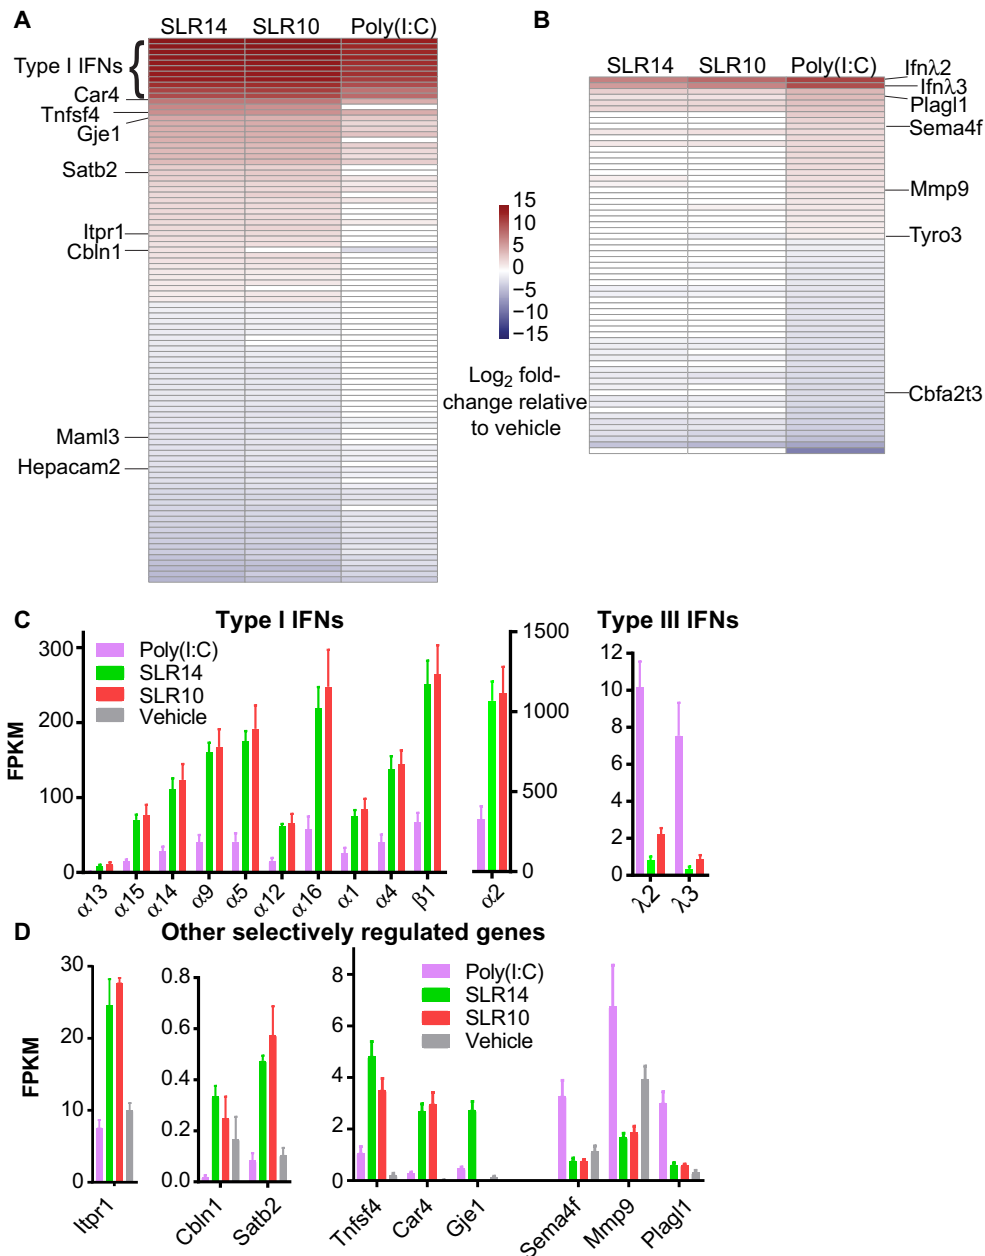 A
SLR14 SLR10 Poly(I:C)
Type I IFNs
Car4
Tnfsf4
Gje1
Satb2
Itpr1
Cbln1
Maml3
Hepacam2
15
10
5
0
−5
−10
−15
Log2 fold-
change relative
to vehicle
B
SLR14 SLR10 Poly(I:C)
Ifnλ2
Ifnλ3
Plagl1
Sema4f
Mmp9
Tyro3
Cbfa2t3
C
Type I IFNs
Poly(I:C)
SLR14
SLR10
Vehicle
FPKM
300
200
100
0
α13 α15 α14 α9 α5 α12 α16 α1 α4 β1
1500
1000
500
0
α2
Type III IFNs
12
10
8
6
4
2
0
λ2 λ3
D
Other selectively regulated genes
FPKM
30
20
10
0
Itpr1
0.8
0.6
0.4
0.2
0.0
Cbln1 Satb2
8
6
4
2
0
Poly(I:C)
SLR14
SLR10
Vehicle
Tnfsf4 Car4 Gje1 Sema4f Mmp9 Plagl1